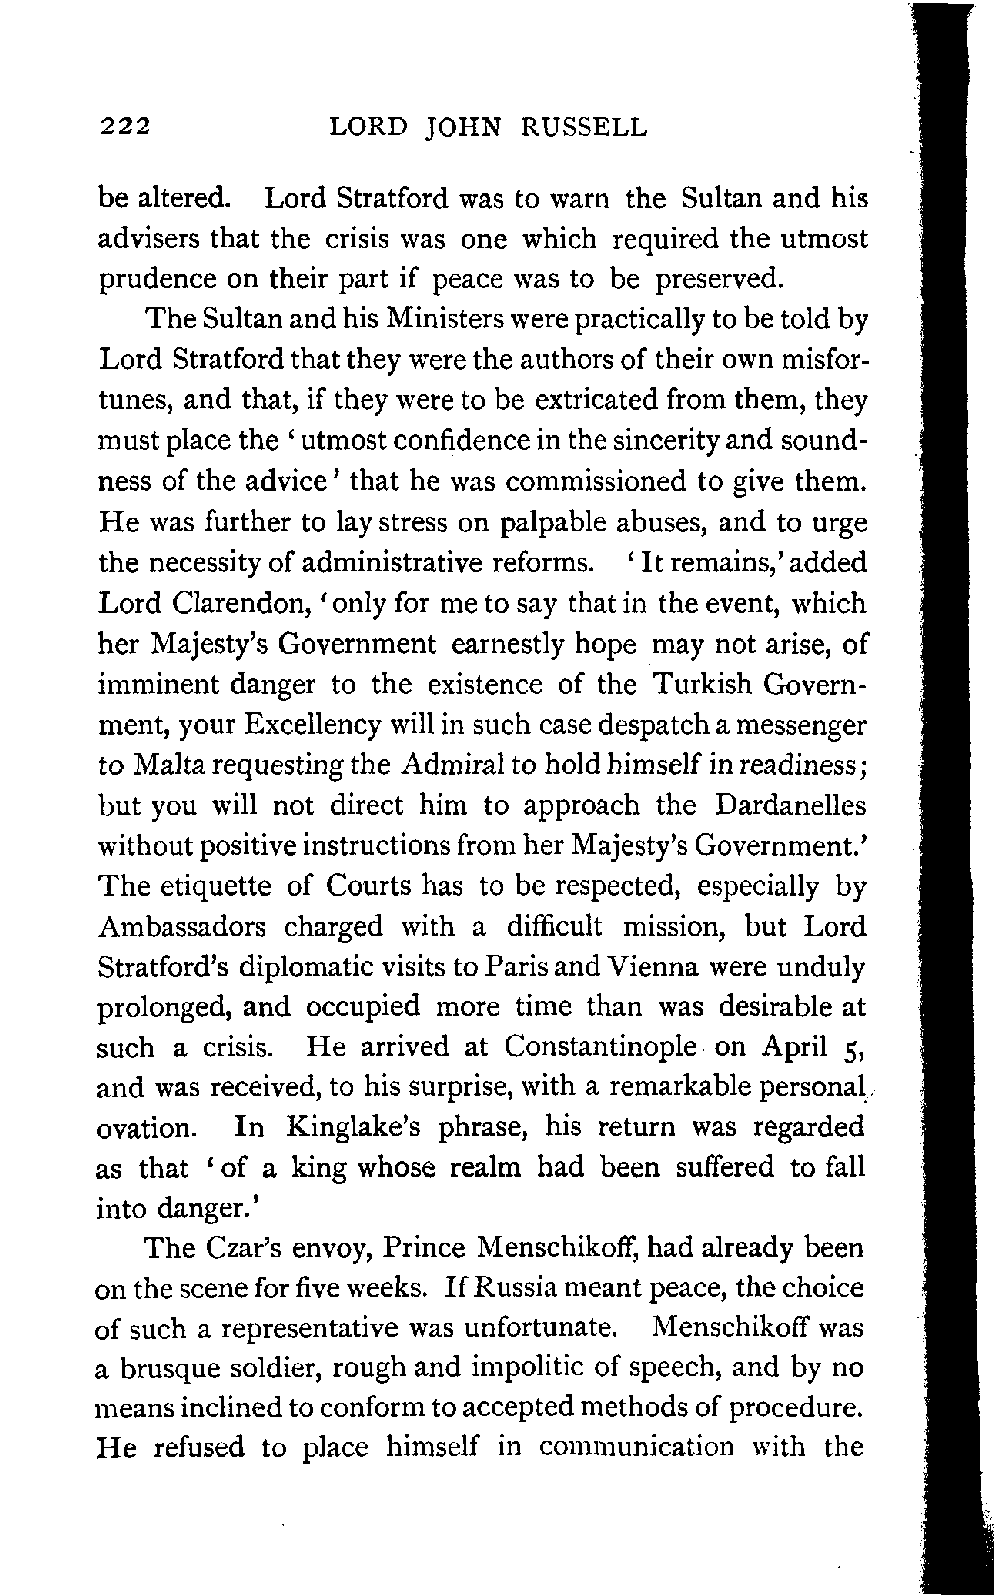 222 LORD JOHN RUSSELL
be altered. Lord Stratford was to warn the Sultan and his
advisers that the crisis was one which required the utmost
prudence on their part if peace was to be preserved.
The Sultan and his Ministers were practically to be told by
Lord Stratford that they were the authors of their own misfor-
tunes, and that, if they were to be extricated from them, they
must place the ‘utmost confidence in the sincerity and sound-
ness of the advice’ that he was commissioned to give them.
He was further to lay stress on palpable abuses, and to urge
the necessity of administrative reforms. ‘It remains,’ added
Lord Clarendon, ‘only for me to say that in the event, which
her Majesty’s Government earnestly hope may not arise, of
imminent danger to the existence of the Turkish Govern-
ment, your Excellency will in such case despatch a messenger
to Malta requesting the Admiral to hold himself in readiness;
but you will not direct him to approach the Dardanelles
without positive instructions from her Majesty’s Government.’
The etiquette of Courts has to be respected, especially by
Ambassadors charged with a difficult mission, but Lord
Stratford’s diplomatic visits to Paris and Vienna were unduly
prolonged, and occupied more time than was desirable at
such a crisis. He arrived at Constantinople on April 5,
and was received, to his surprise, with a remarkable personal
ovation. In Kinglake’s phrase, his return was regarded
as that ‘of a king whose realm had been suffered to fall
into danger.’
The Czar’s envoy, Prince Menschikoff, had already been
on the scene for five weeks. If Russia meant peace, the choice
of such a representative was unfortunate. Menschikoff was
a brusque soldier, rough and impolitic of speech, and by no
means inclined to conform to accepted methods of procedure.
He refused to place himself in communication with the